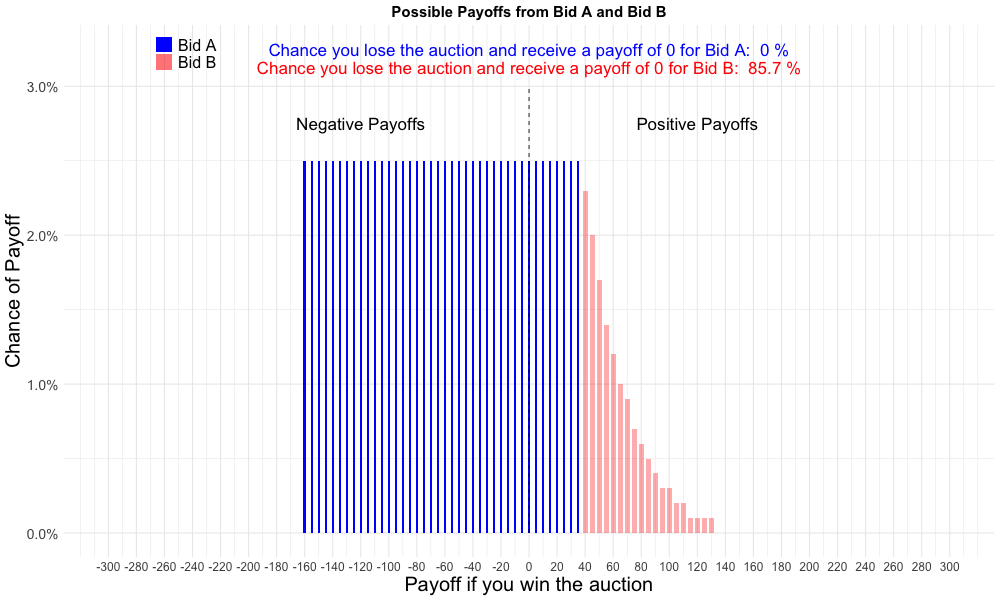 Possible Payoffs from Bid A and Bid B
Bid A
Bid B
Chance you lose the auction and receive a payoff of 0 for Bid A:  0 %
Chance you lose the auction and receive a payoff of 0 for Bid B:  85.7 %
Negative Payoffs
Positive Payoffs
Chance of Payoff
3.0%
2.0%
1.0%
0.0%
-300 -280 -260 -240 -220 -200 -180 -160 -140 -120 -100 -80 -60 -40 -20 0 20 40 60 80 100 120 140 160 180 200 220 240 260 280 300
Payoff if you win the auction